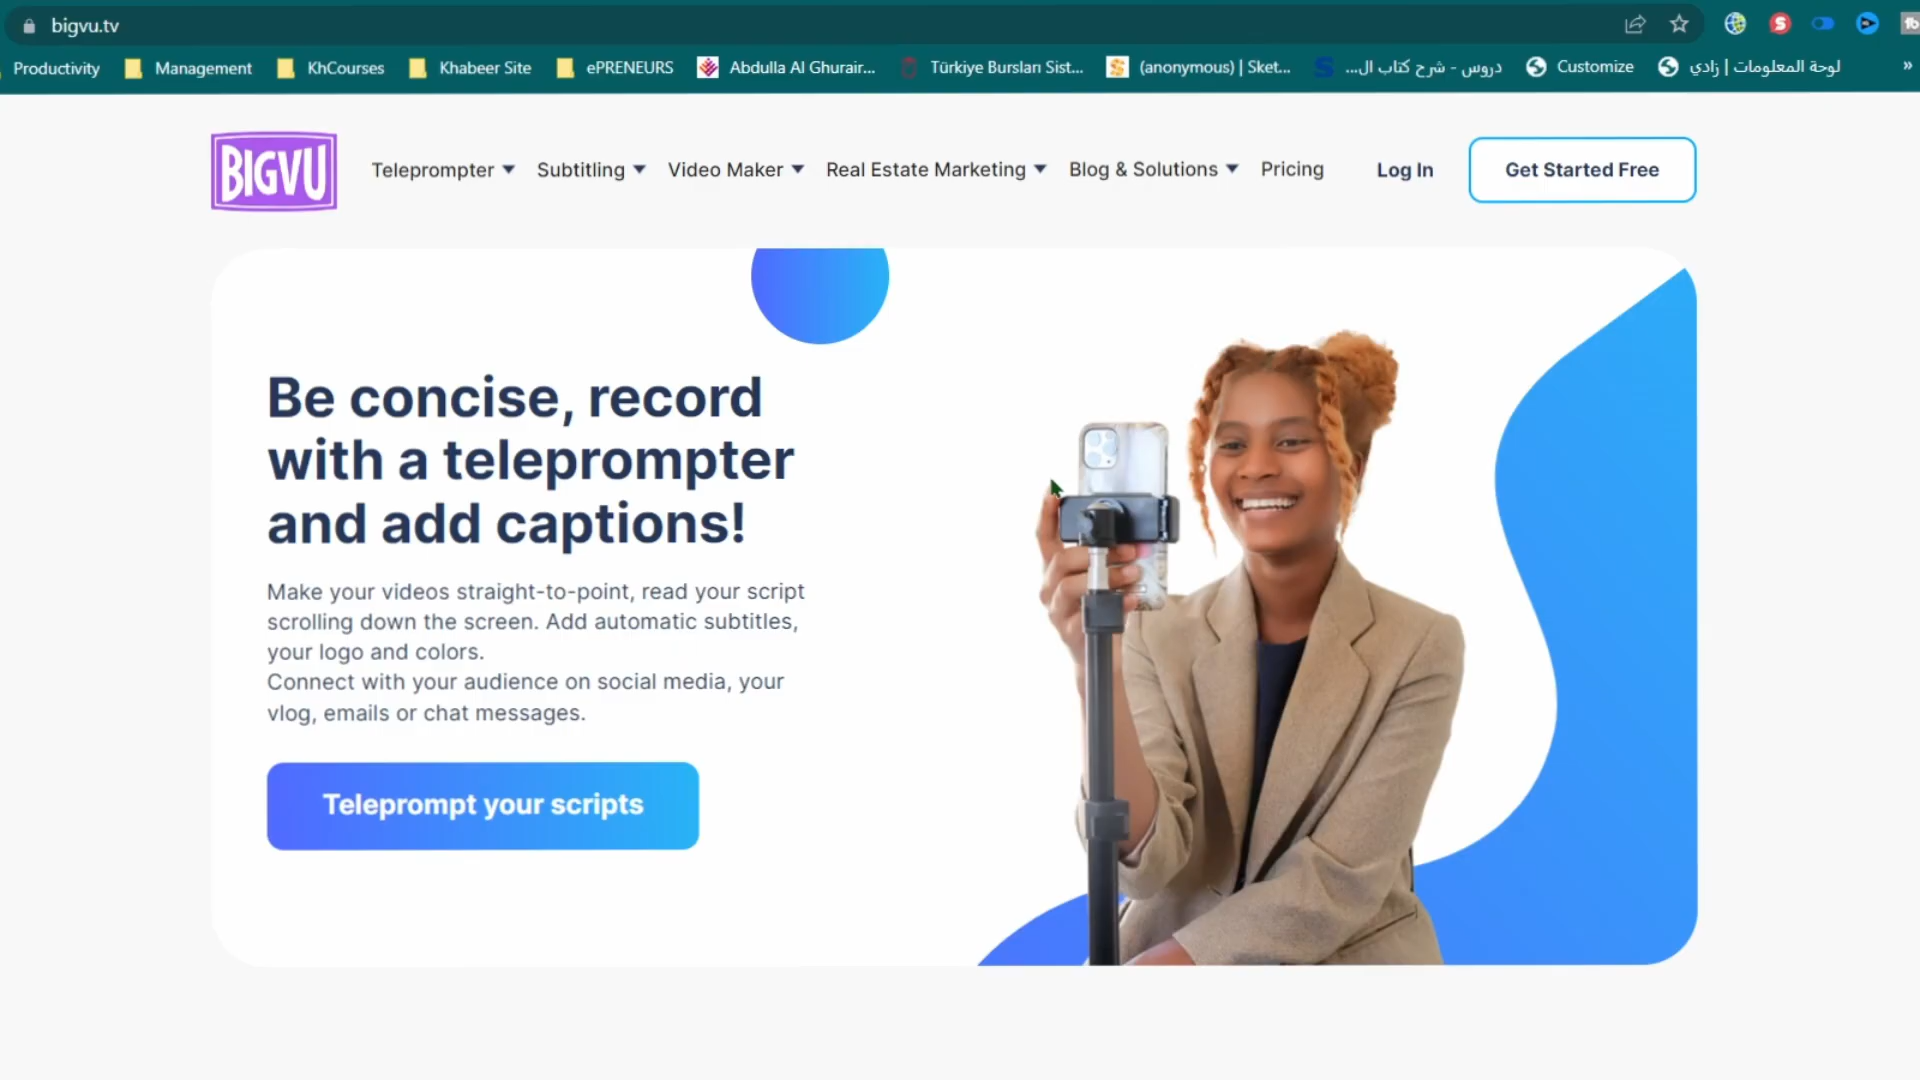 bigvu.tv
Productivity Management KhCourses Khabeer Site ePRENEURS Abdulla Al Ghurair... Türkiye Bursları Sist... (anonymous) | Sket... دروس - شرح كتاب ال... Customize لوحة المعلومات | زادي »
BIGVU Teleprompter Subtitling Video Maker Real Estate Marketing Blog & Solutions Pricing Log In Get Started Free
Be concise, record
with a teleprompter
and add captions!
Make your videos straight-to-point, read your script
scrolling down the screen. Add automatic subtitles,
your logo and colors.
Connect with your audience on social media, your
vlog, emails or chat messages.
Teleprompt your scripts